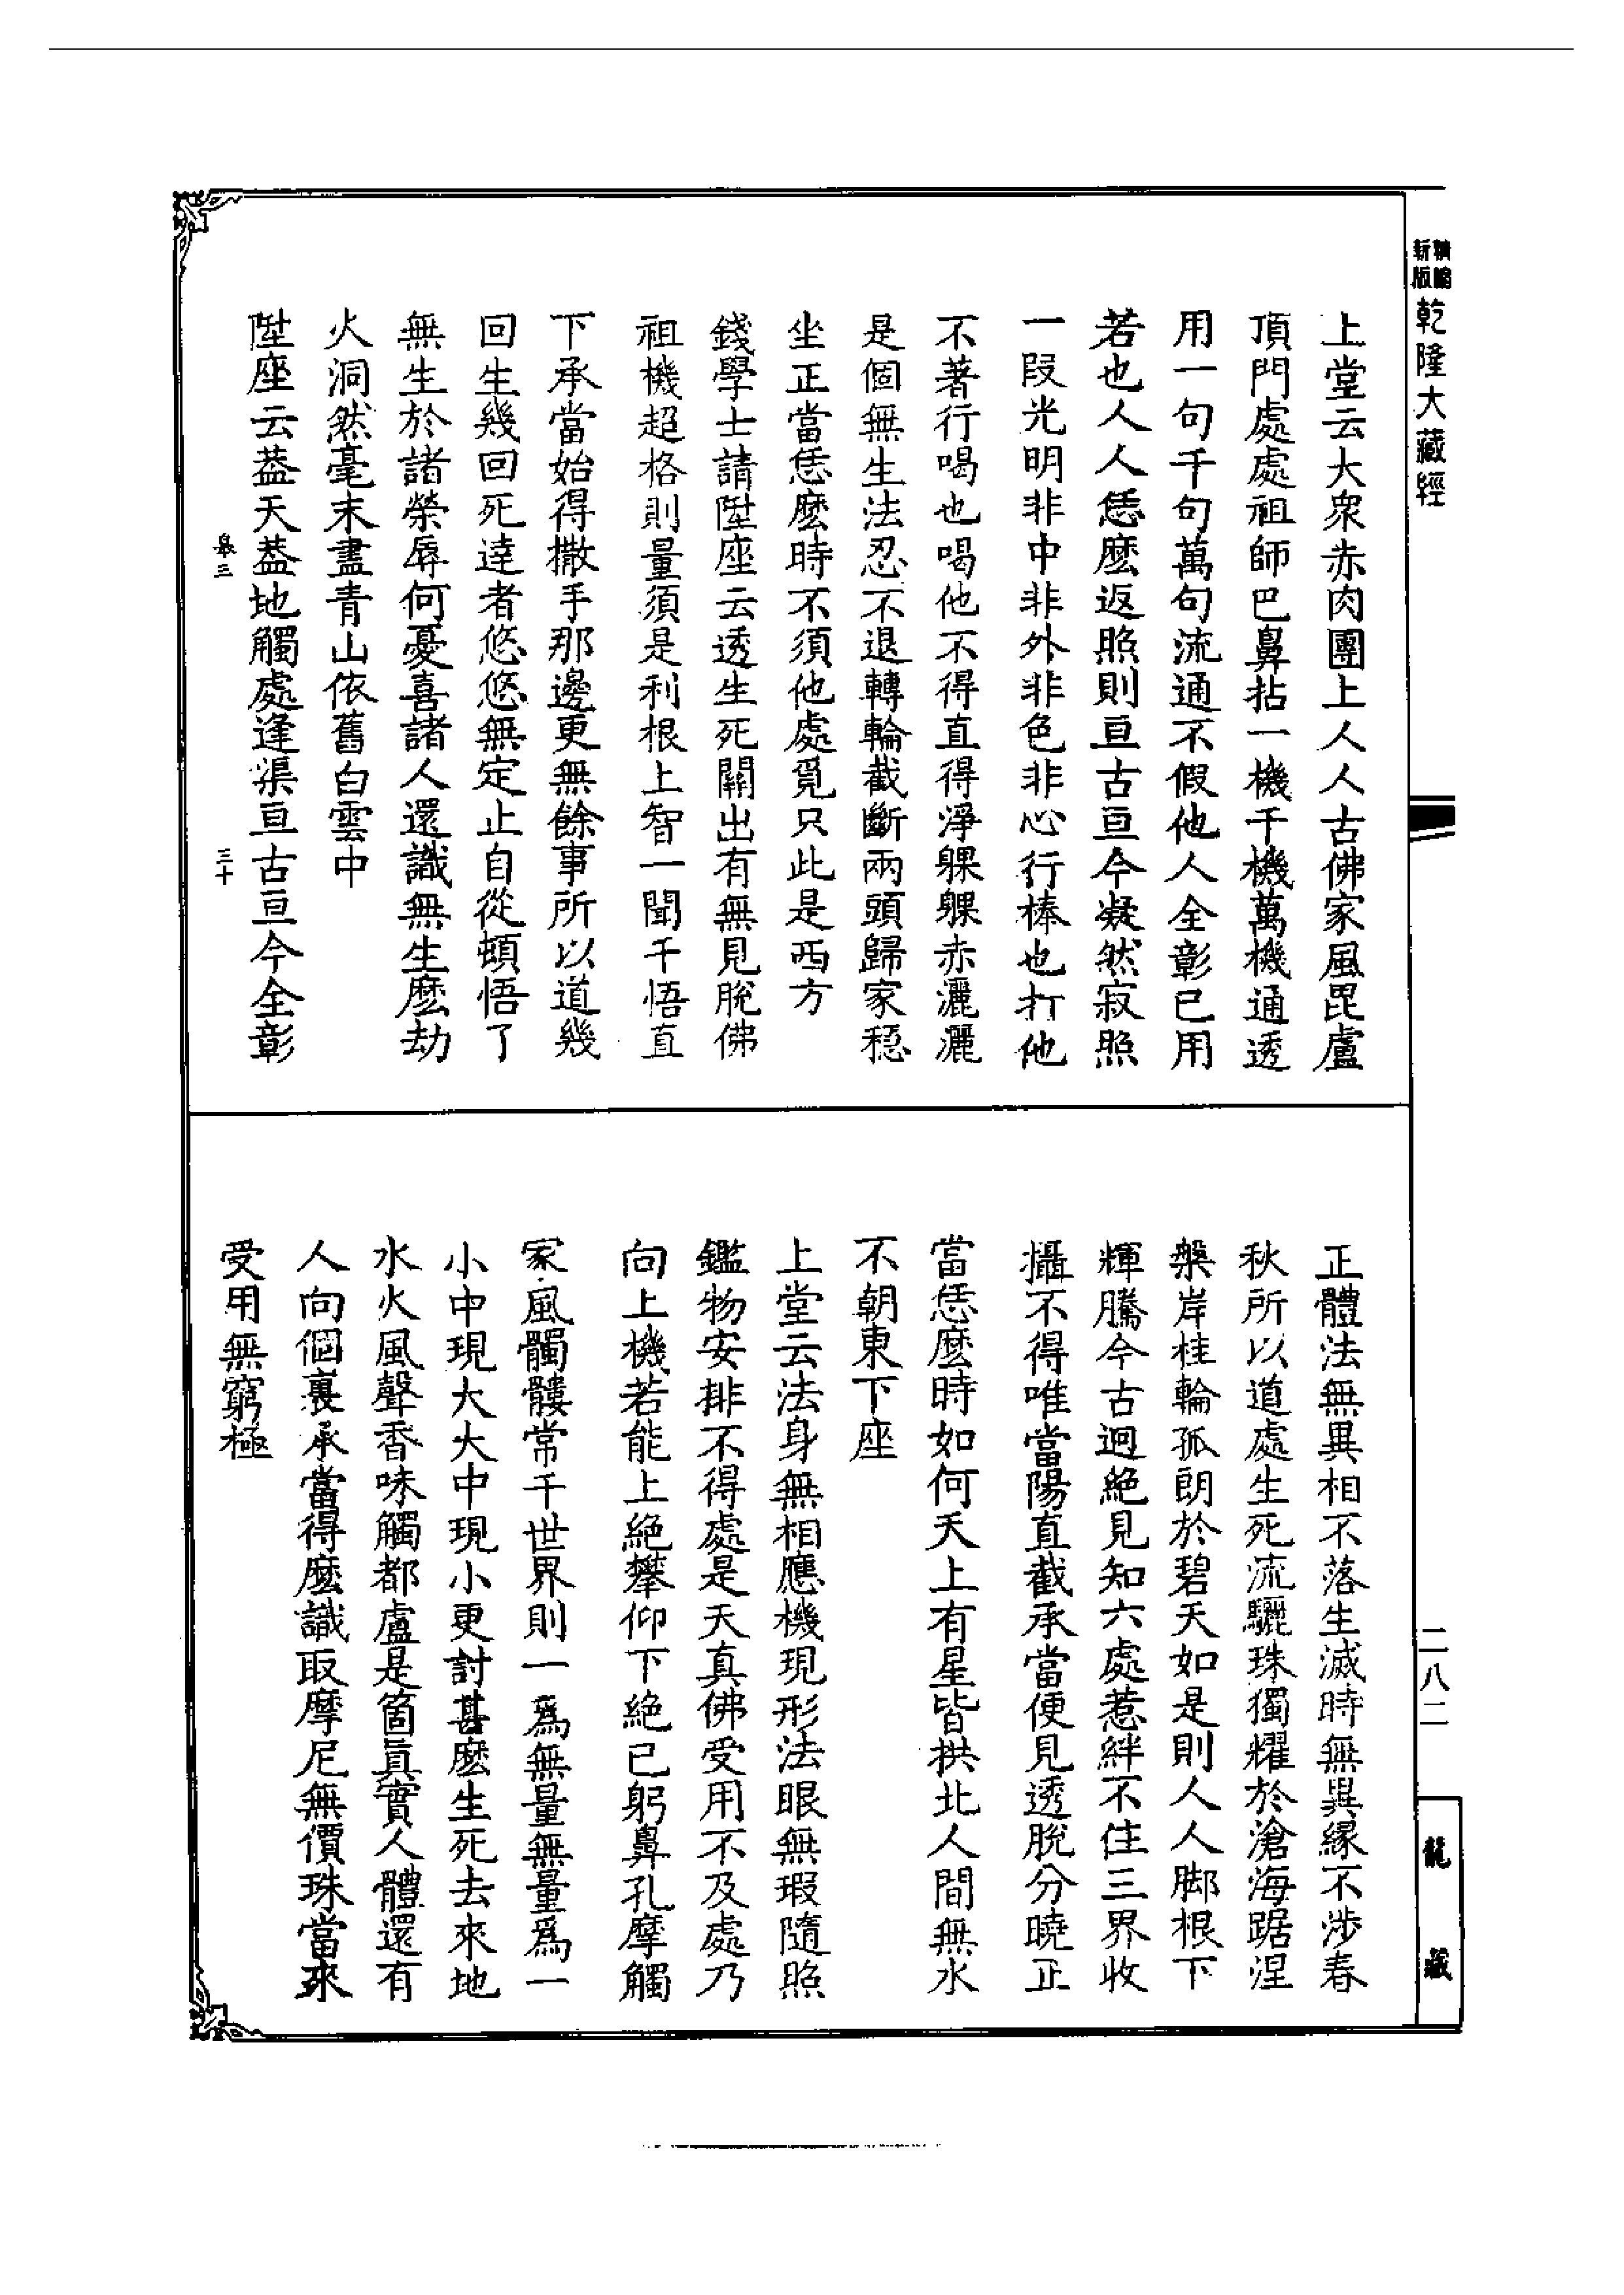 新版精縮乾隆大藏經
上堂云大衆赤肉團上人人古佛家風毘盧
頂門處處祖師巴鼻拈一機千機萬機通透
用一句千句萬句流通不假他人全彰已用
若也人人恁麽返照則亘古亘今凝然寂照
一段光明非中非外非色非心行棒也打他
不著行喝也喝他不得直得淨躶躶赤灑灑
是個無生法忍不退轉輪截斷兩頭歸家穏
坐正當恁麽時不須他處覓只此是西方
錢學士請陞座云透生死關出有無見脫佛
祖機超格則量須是利根上智一聞千悟直
下承當始得撒手那邊更無餘事所以道幾
回生幾回死逹者悠悠無定止自從頓悟了
無生於諸榮辱何憂喜諸人還識無生麽劫
火洞然毫末盡青山依舊白雲中
陞座云葢天葢地觸處逢渠亘古亘今全彰
三十
正體法無異相不落生滅時無異緣不涉春
秋所以道處生死流驪珠獨耀於滄海踞涅
槃岸桂輪孤朗於碧天如是則人人脚根下
輝騰今古迥絕見知六處惹絆不住三界收
攝不得唯當陽直截承當便見透脫分曉正
當恁麽時如何天上有星皆拱北人間無水
不朝東下座
上堂云法身無相應機現形法眼無瑕隨照
鑑物安排不得處是天真佛受用不及處乃
向上機若能上絕攀仰下絕已躬鼻孔摩觸
家風髑髏常千世界則一爲無量無量爲一
小中現大大中現小更討甚麽生死去來地
水火風聲香味觸都盧是箇真實人體還有
人向個裏承當得麽識取摩尼無價珠當來
受用無窮極
二八二
龍藏